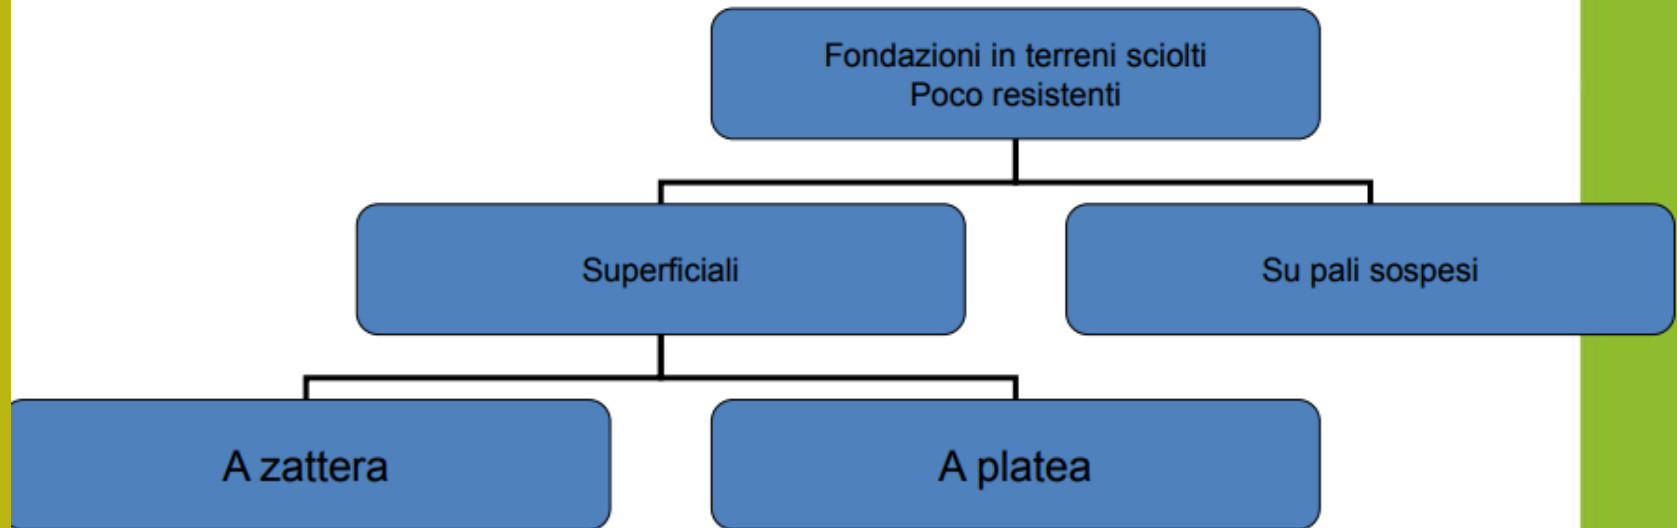 Fondazioni in terreni sciolti
Poco resistenti
Superficiali
Su pali sospesi
A zattera
A platea